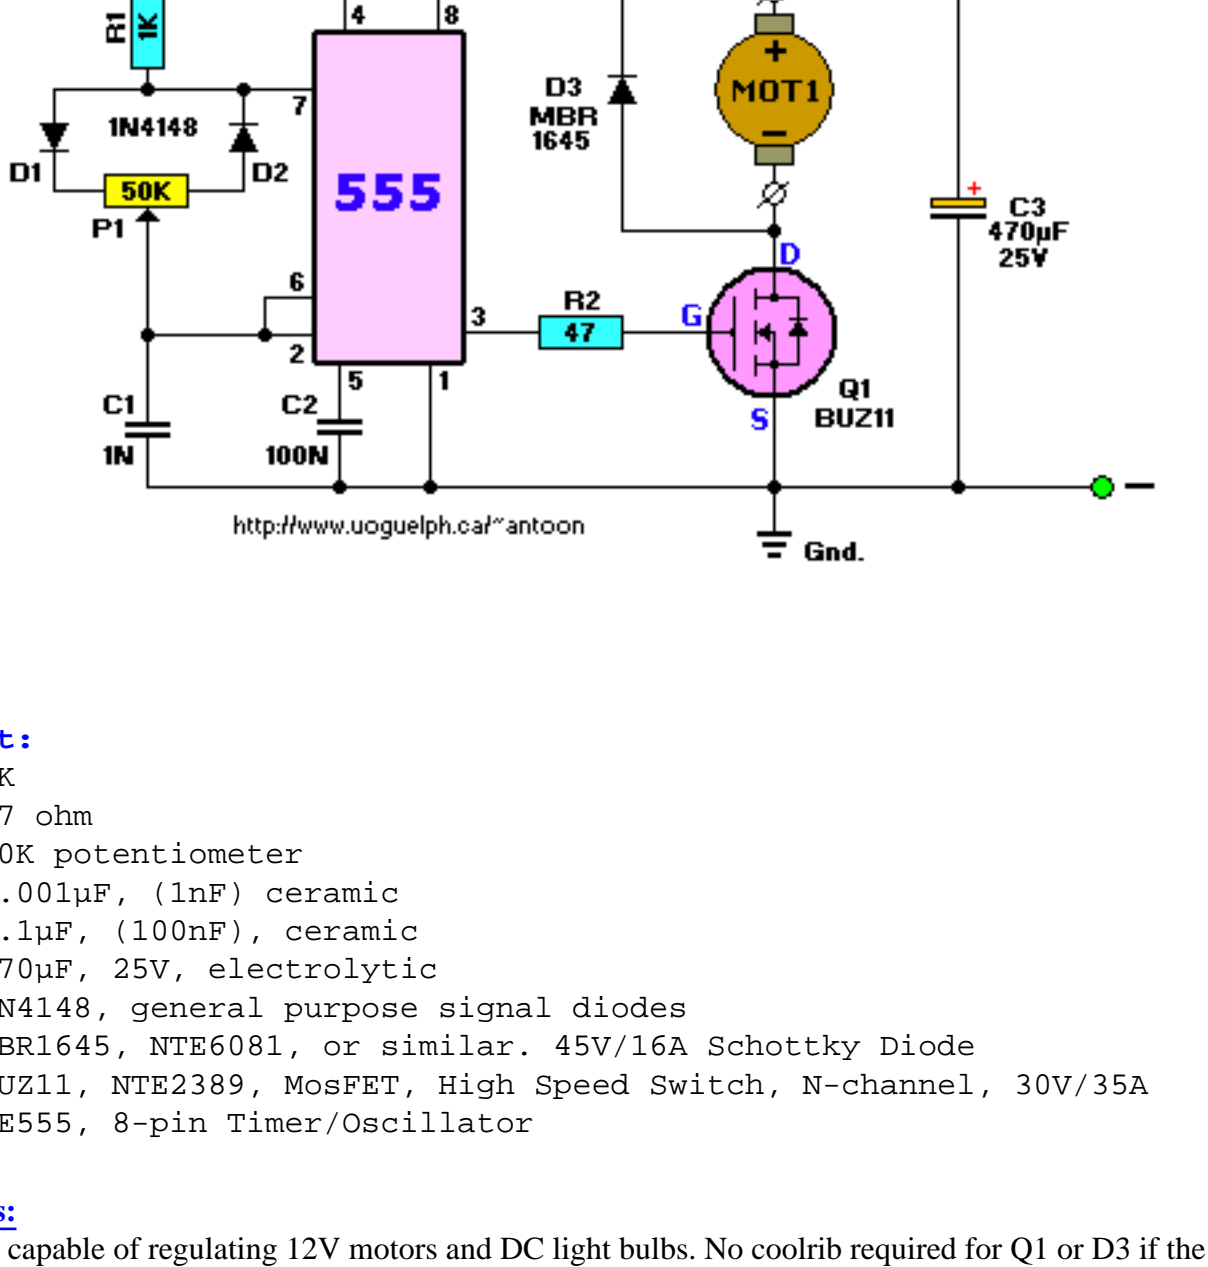 4
8
R1
1K
+
D3
MBR
1645
MOT1
7
1N4148
−
D1
D2
50K
555
P1
+
C3
470µF
25V
D
6
R2
G
3
47
2
5
1
Q1
BUZ11
C1
C2
S
1N
100N
−
http://www.uoguelph.ca/~antoon
Gnd.
t:
K
7 ohm
0K potentiometer
.001µF, (1nF) ceramic
.1µF, (100nF), ceramic
70µF, 25V, electrolytic
N4148, general purpose signal diodes
BR1645, NTE6081, or similar. 45V/16A Schottky Diode
UZ11, NTE2389, MosFET, High Speed Switch, N-channel, 30V/35A
E555, 8-pin Timer/Oscillator
s:
capable of regulating 12V motors and DC light bulbs. No coolrib required for Q1 or D3 if the